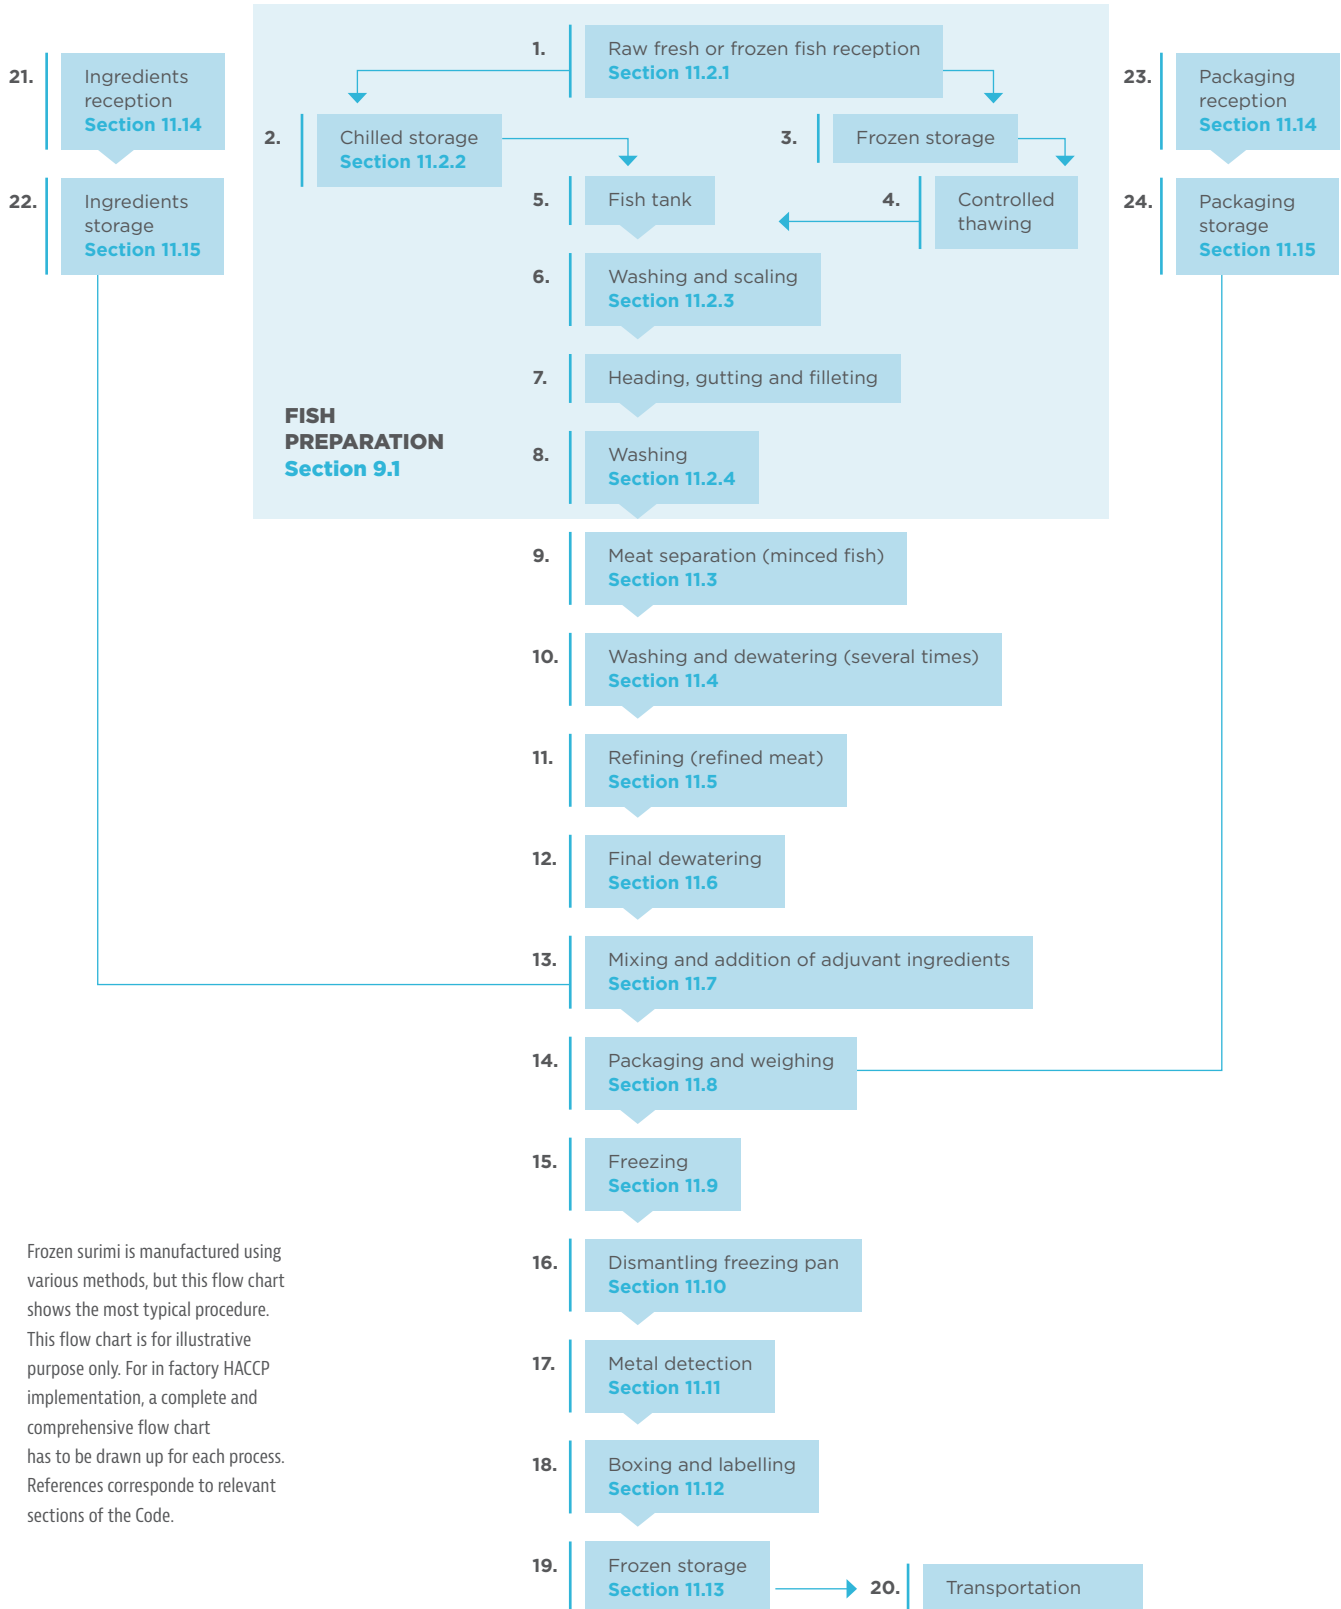 1.
Raw fresh or frozen fish reception
Section 11.2.1
21.
Ingredients
reception
Section 11.14
23.
Packaging
reception
Section 11.14
2.
Chilled storage
Section 11.2.2
3.
Frozen storage
22.
Ingredients
storage
Section 11.15
5.
Fish tank
4.
Controlled
thawing
24.
Packaging
storage
Section 11.15
6.
Washing and scaling
Section 11.2.3
7.
Heading, gutting and filleting
FISH
PREPARATION
Section 9.1
8.
Washing
Section 11.2.4
9.
Meat separation (minced fish)
Section 11.3
10.
Washing and dewatering (several times)
Section 11.4
11.
Refining (refined meat)
Section 11.5
12.
Final dewatering
Section 11.6
13.
Mixing and addition of adjuvant ingredients
Section 11.7
14.
Packaging and weighing
Section 11.8
15.
Freezing
Section 11.9
16.
Dismantling freezing pan
Section 11.10
17.
Metal detection
Section 11.11
18.
Boxing and labelling
Section 11.12
19.
Frozen storage
Section 11.13
20.
Transportation
Frozen surimi is manufactured using
various methods, but this flow chart
shows the most typical procedure.
This flow chart is for illustrative
purpose only. For in factory HACCP
implementation, a complete and
comprehensive flow chart
has to be drawn up for each process.
References corresponde to relevant
sections of the Code.